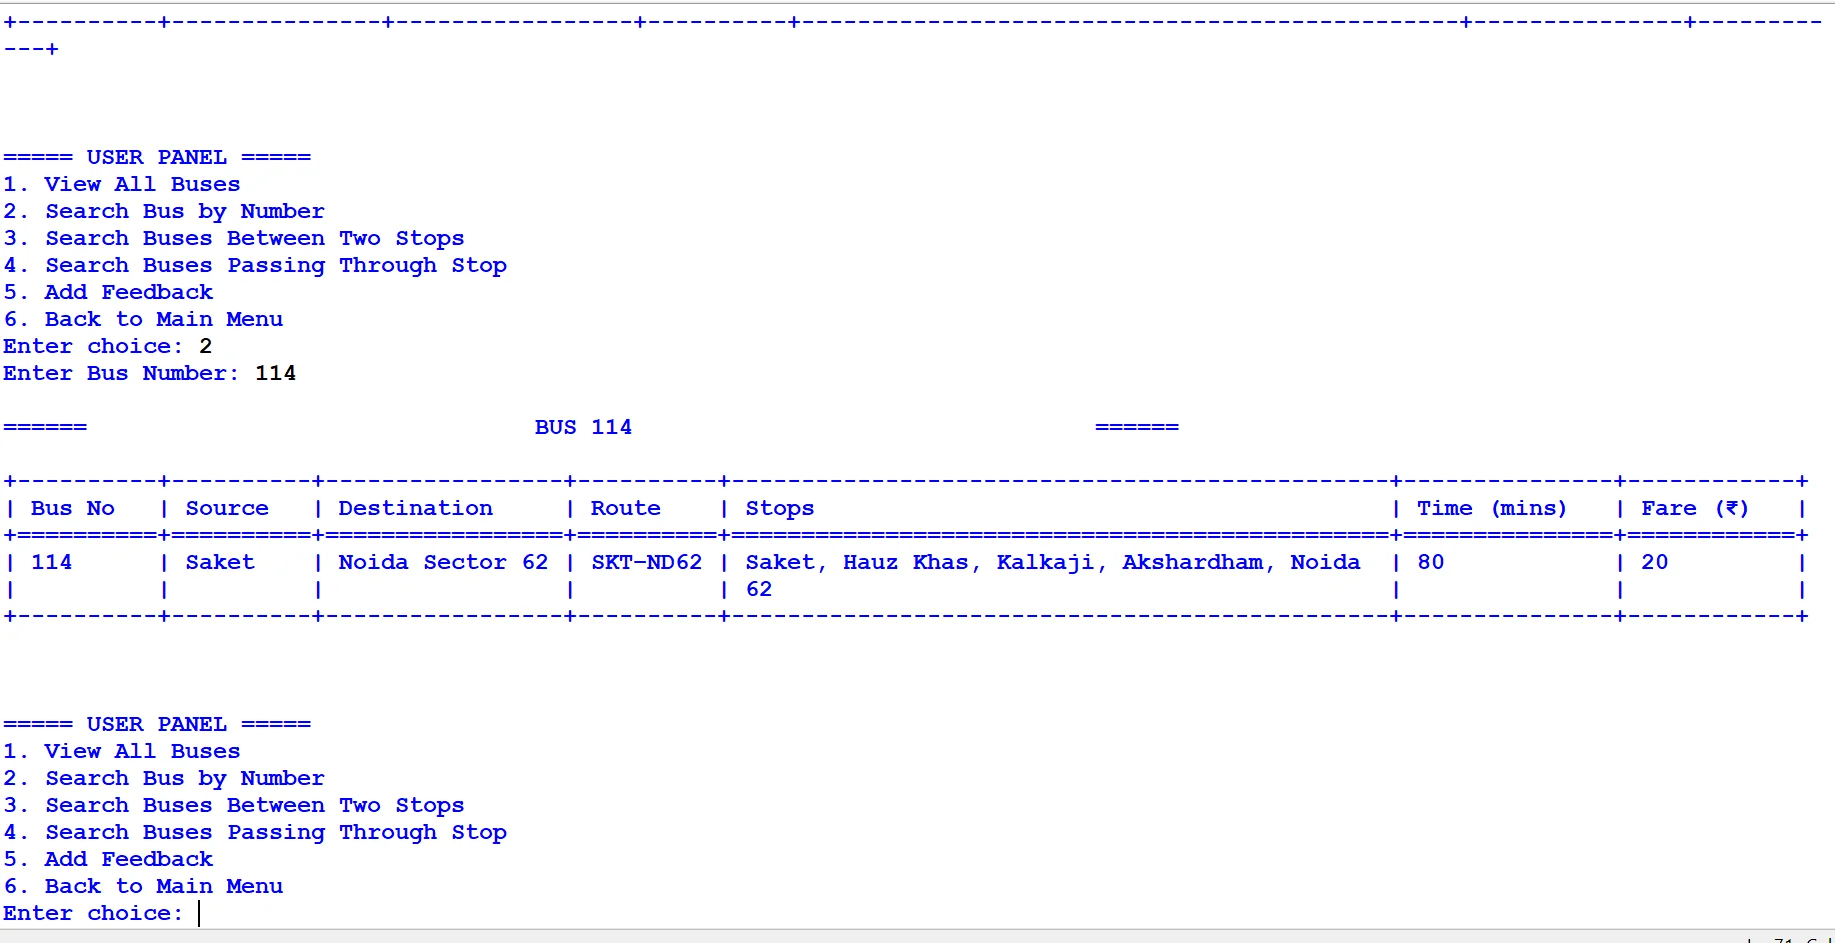 +----------+---------------+-----------------+----------+-----------------------------------------------+---------------+---------
---+
===== USER PANEL =====
1. View All Buses
2. Search Bus by Number
3. Search Buses Between Two Stops
4. Search Buses Passing Through Stop
5. Add Feedback
6. Back to Main Menu
Enter choice: 2
Enter Bus Number: 114
======                                BUS 114                                 ======
+----------+----------+-----------------+----------+-----------------------------------------------+---------------+------------+
| Bus No   | Source   | Destination     | Route    | Stops                                         | Time (mins)   | Fare (₹)   |
+==========+==========+=================+==========+===============================================+===============+============+
| 114      | Saket    | Noida Sector 62 | SKT-ND62 | Saket, Hauz Khas, Kalkaji, Akshardham, Noida  | 80            | 20         |
|          |          |                 |          | 62                                            |               |            |
+----------+----------+-----------------+----------+-----------------------------------------------+---------------+------------+
===== USER PANEL =====
1. View All Buses
2. Search Bus by Number
3. Search Buses Between Two Stops
4. Search Buses Passing Through Stop
5. Add Feedback
6. Back to Main Menu
Enter choice: